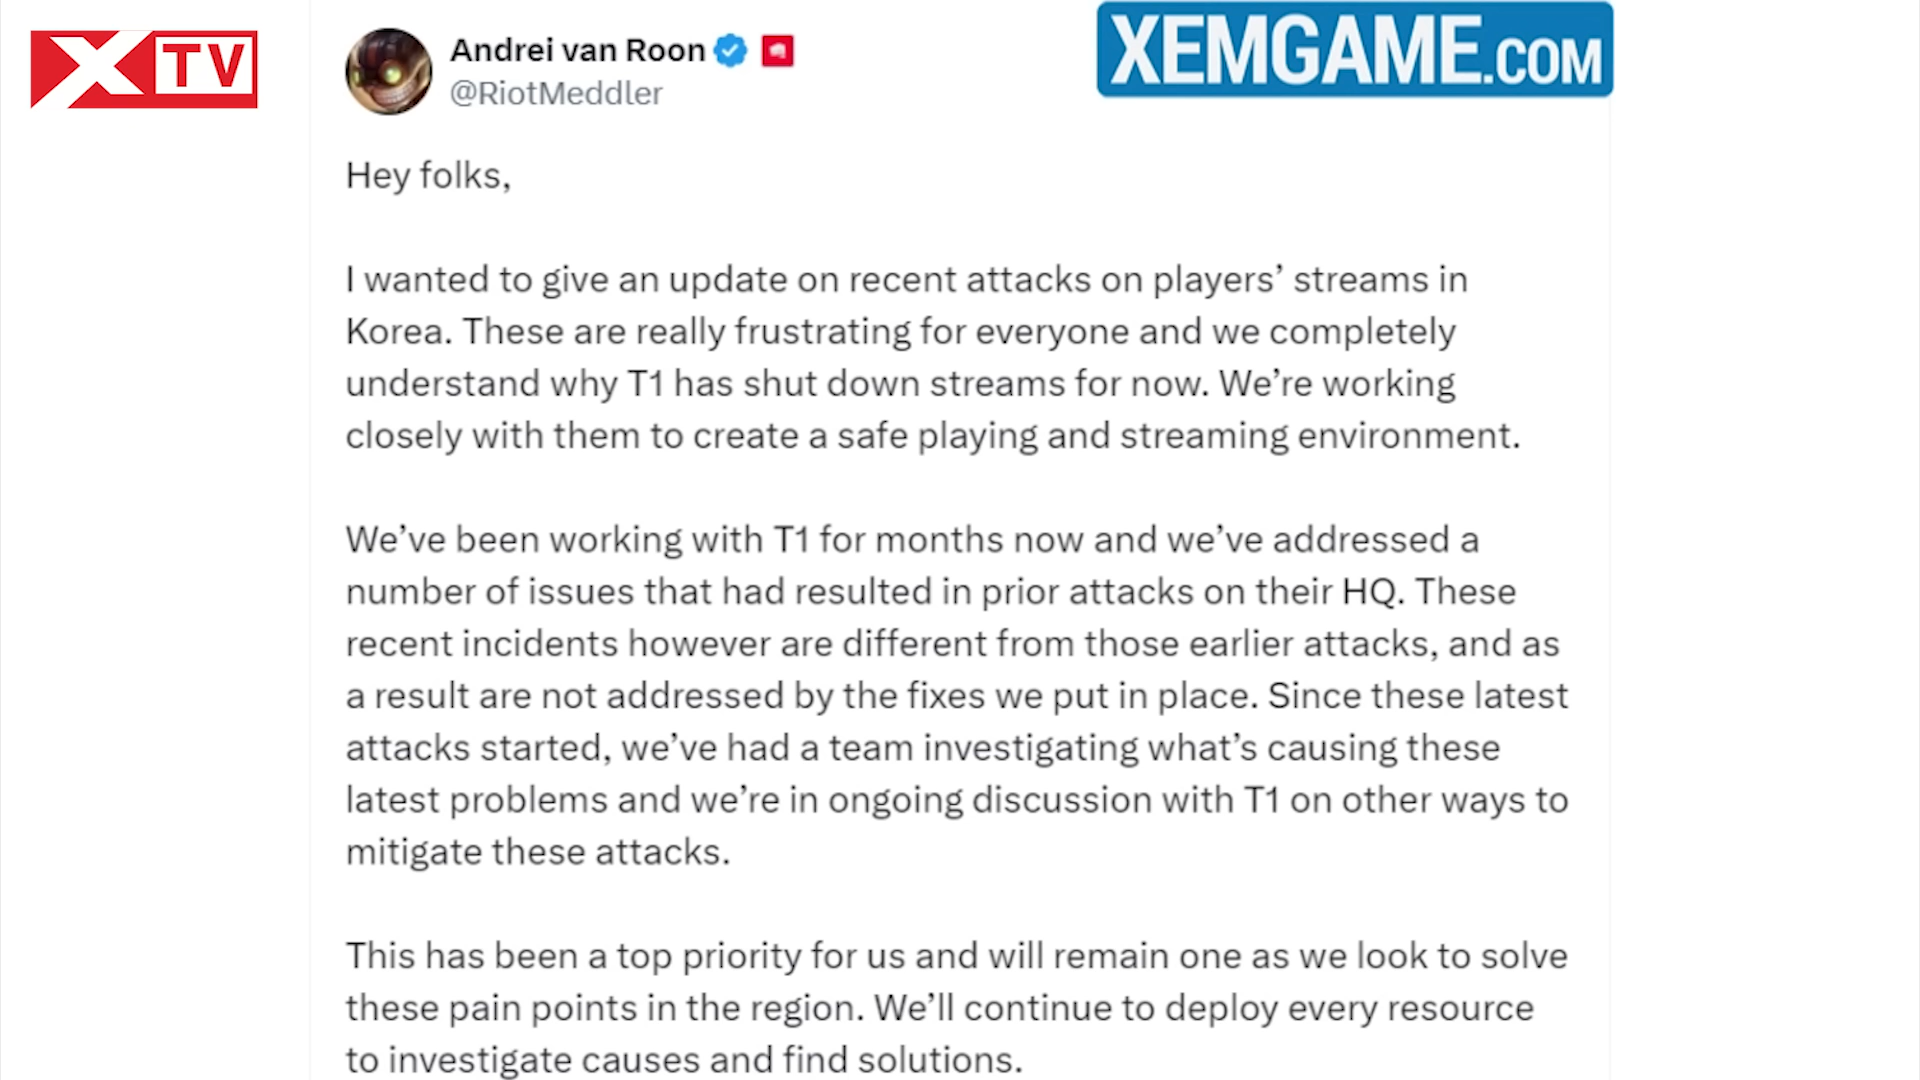 XTV
Andrei van Roon
@RiotMeddler
XEMGAME.COM
Hey folks,
I wanted to give an update on recent attacks on players’ streams in
Korea. These are really frustrating for everyone and we completely
understand why T1 has shut down streams for now. We’re working
closely with them to create a safe playing and streaming environment.
We’ve been working with T1 for months now and we’ve addressed a
number of issues that had resulted in prior attacks on their HQ. These
recent incidents however are different from those earlier attacks, and as
a result are not addressed by the fixes we put in place. Since these latest
attacks started, we’ve had a team investigating what’s causing these
latest problems and we’re in ongoing discussion with T1 on other ways to
mitigate these attacks.
This has been a top priority for us and will remain one as we look to solve
these pain points in the region. We’ll continue to deploy every resource
to investigate causes and find solutions.